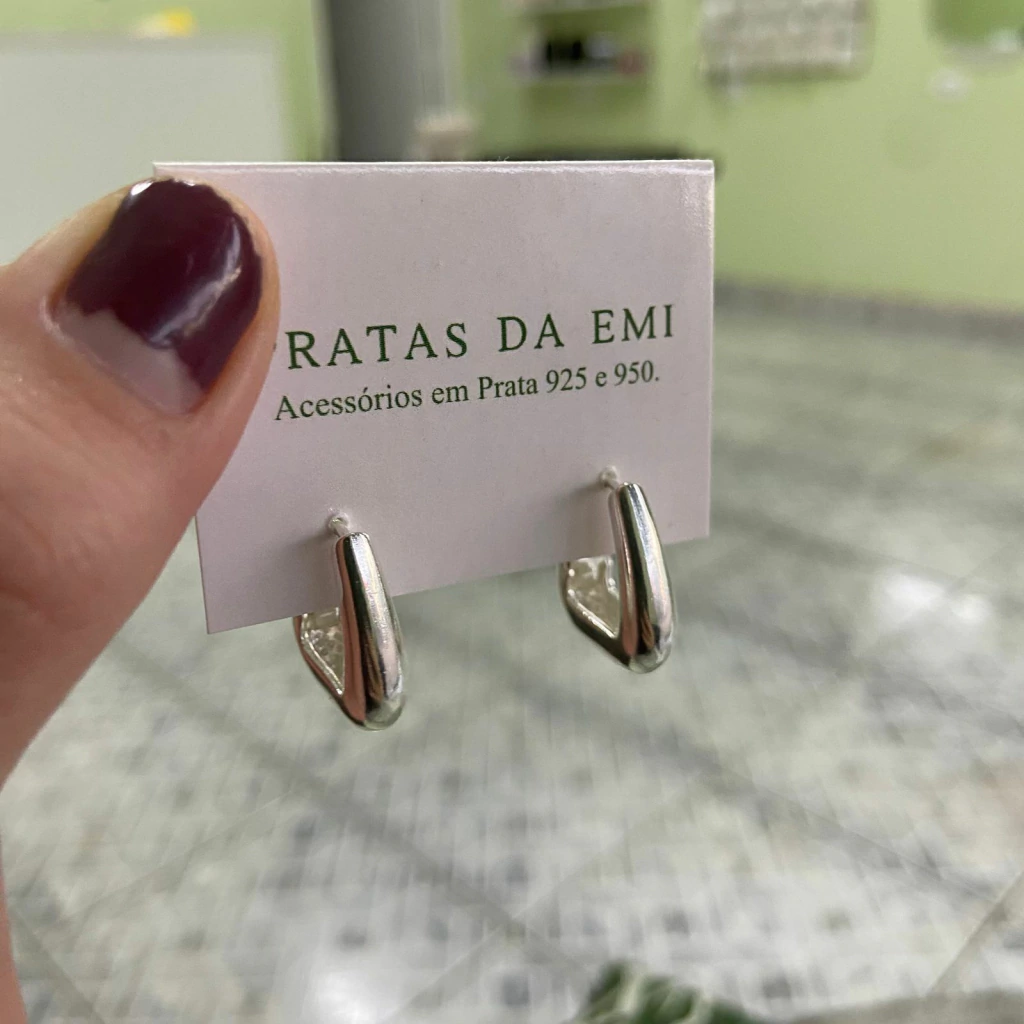 PRATAS DA EMI
Acessórios em Prata 925 e 950.